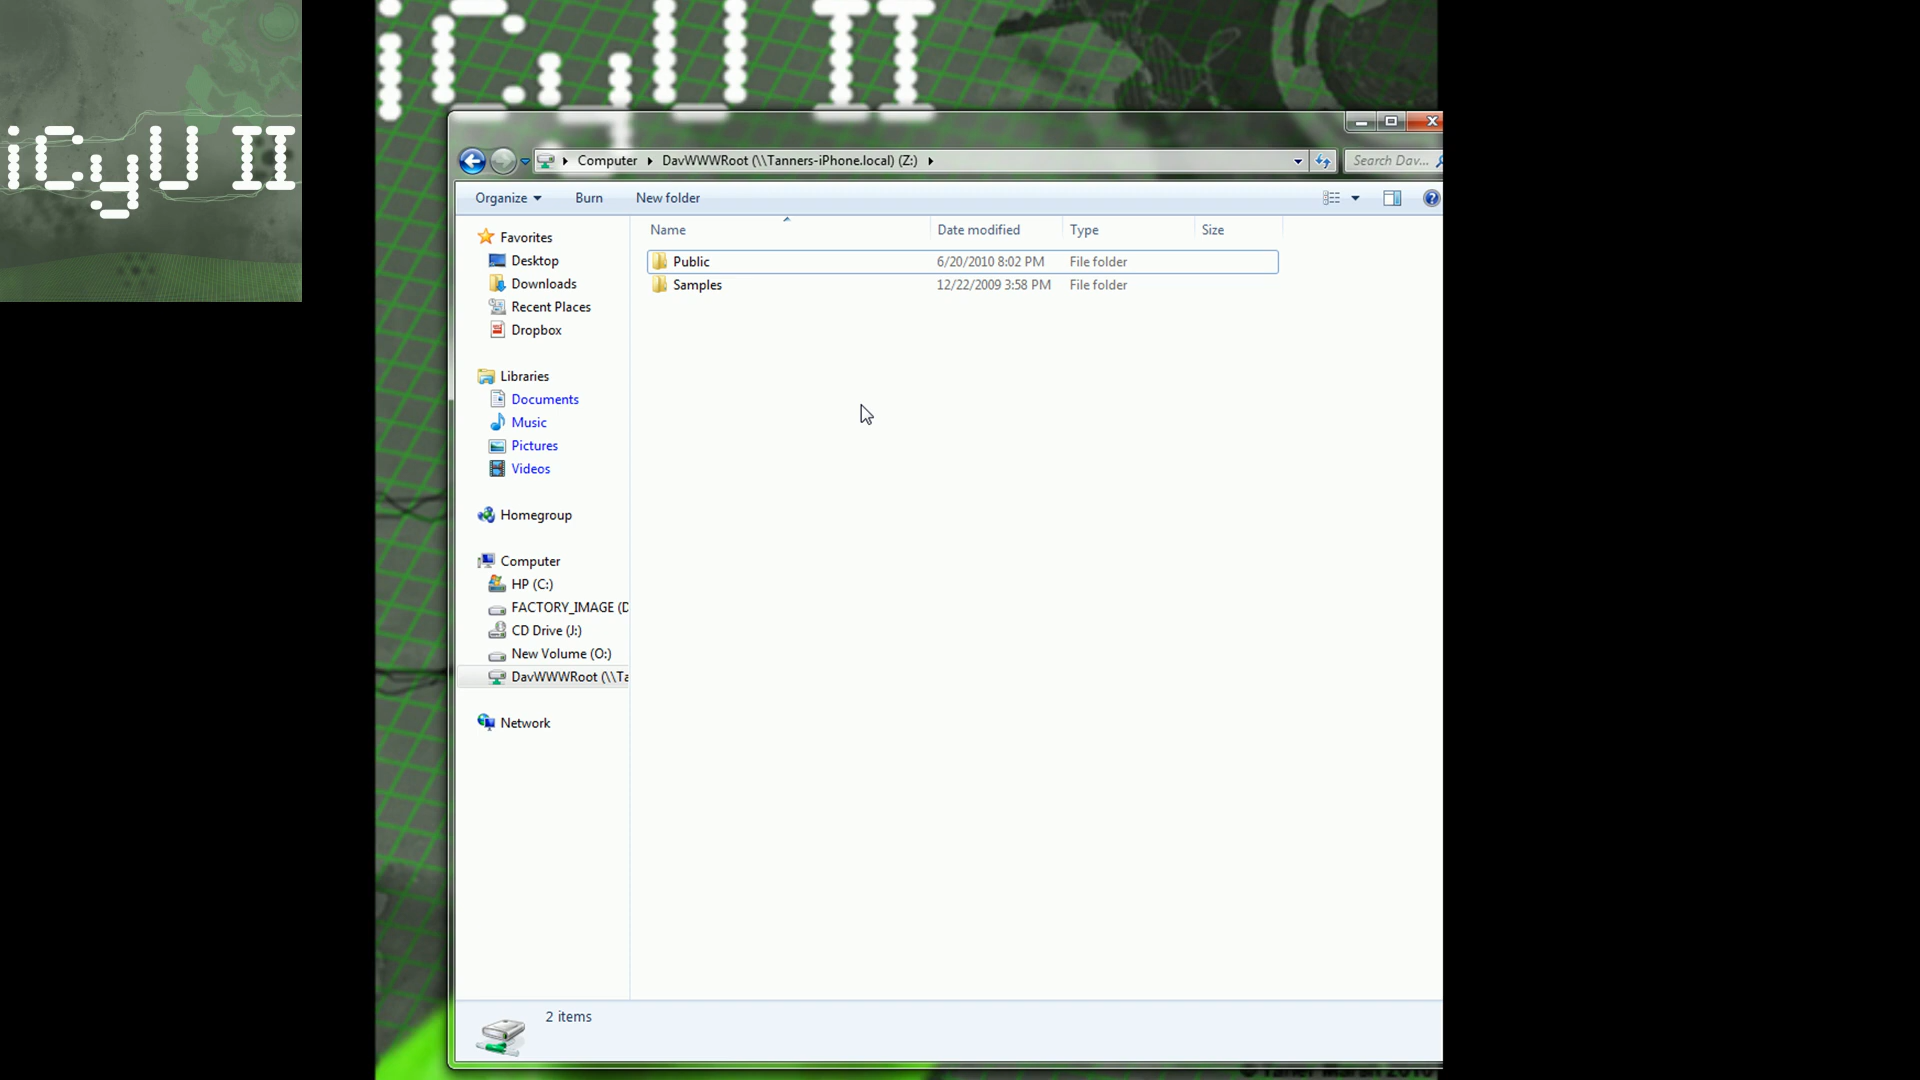 iCyU II
iCyU II
Computer
DavWWWRoot (\\Tanners-iPhone.local) (Z:)
Search Dav...
Organize
Burn
New folder
Name
Date modified
Type
Size
Favorites
Desktop
Downloads
Recent Places
Dropbox
Libraries
Documents
Music
Pictures
Videos
Homegroup
Computer
HP (C:)
FACTORY_IMAGE (D
CD Drive (J:)
New Volume (O:)
DavWWWRoot (\\Ta
Network
Public 6/20/2010 8:02 PM File folder
Samples 12/22/2009 3:58 PM File folder
2 items